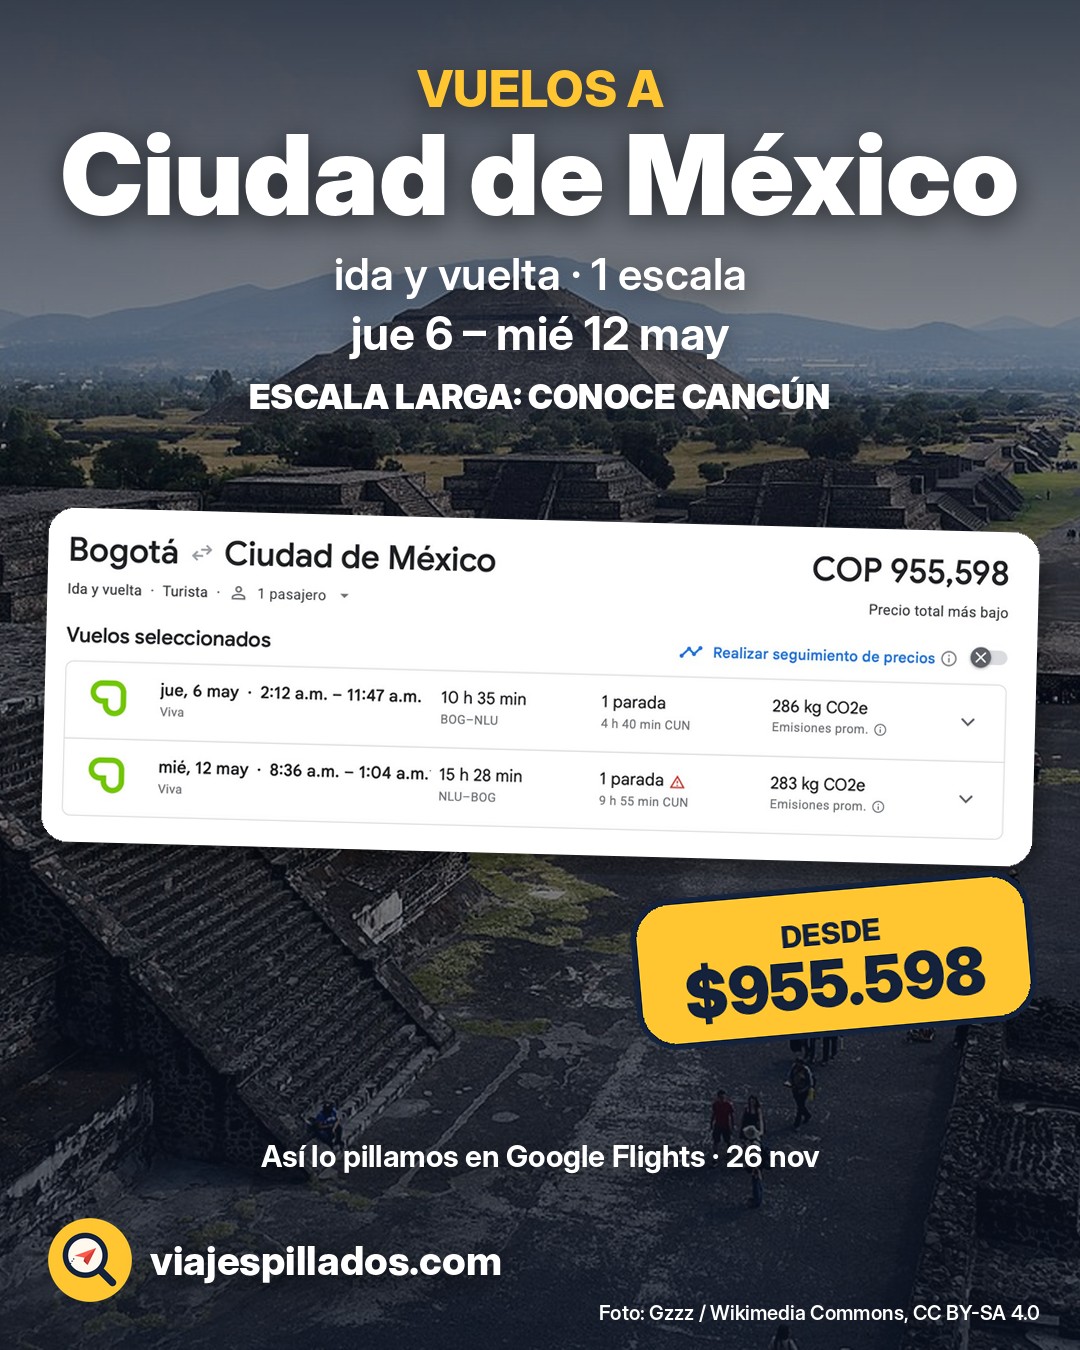 VUELOS A
Ciudad de México
ida y vuelta · 1 escala
jue 6 – mié 12 may
ESCALA LARGA: CONOCE CANCÚN
Bogotá ⇄ Ciudad de México
COP 955,598
Ida y vuelta · Turista · 1 pasajero
Precio total más bajo
Vuelos seleccionados
Realizar seguimiento de precios
jue, 6 may · 2:12 a.m. – 11:47 a.m. 10 h 35 min 1 parada 286 kg CO2e
Viva BOG–NLU 4 h 40 min CUN Emisiones prom.
mié, 12 may · 8:36 a.m. – 1:04 a.m. 15 h 28 min 1 parada 283 kg CO2e
Viva NLU–BOG 9 h 55 min CUN Emisiones prom.
DESDE
$955.598
Así lo pillamos en Google Flights · 26 nov
viajespillados.com
Foto: Gzzz / Wikimedia Commons, CC BY-SA 4.0